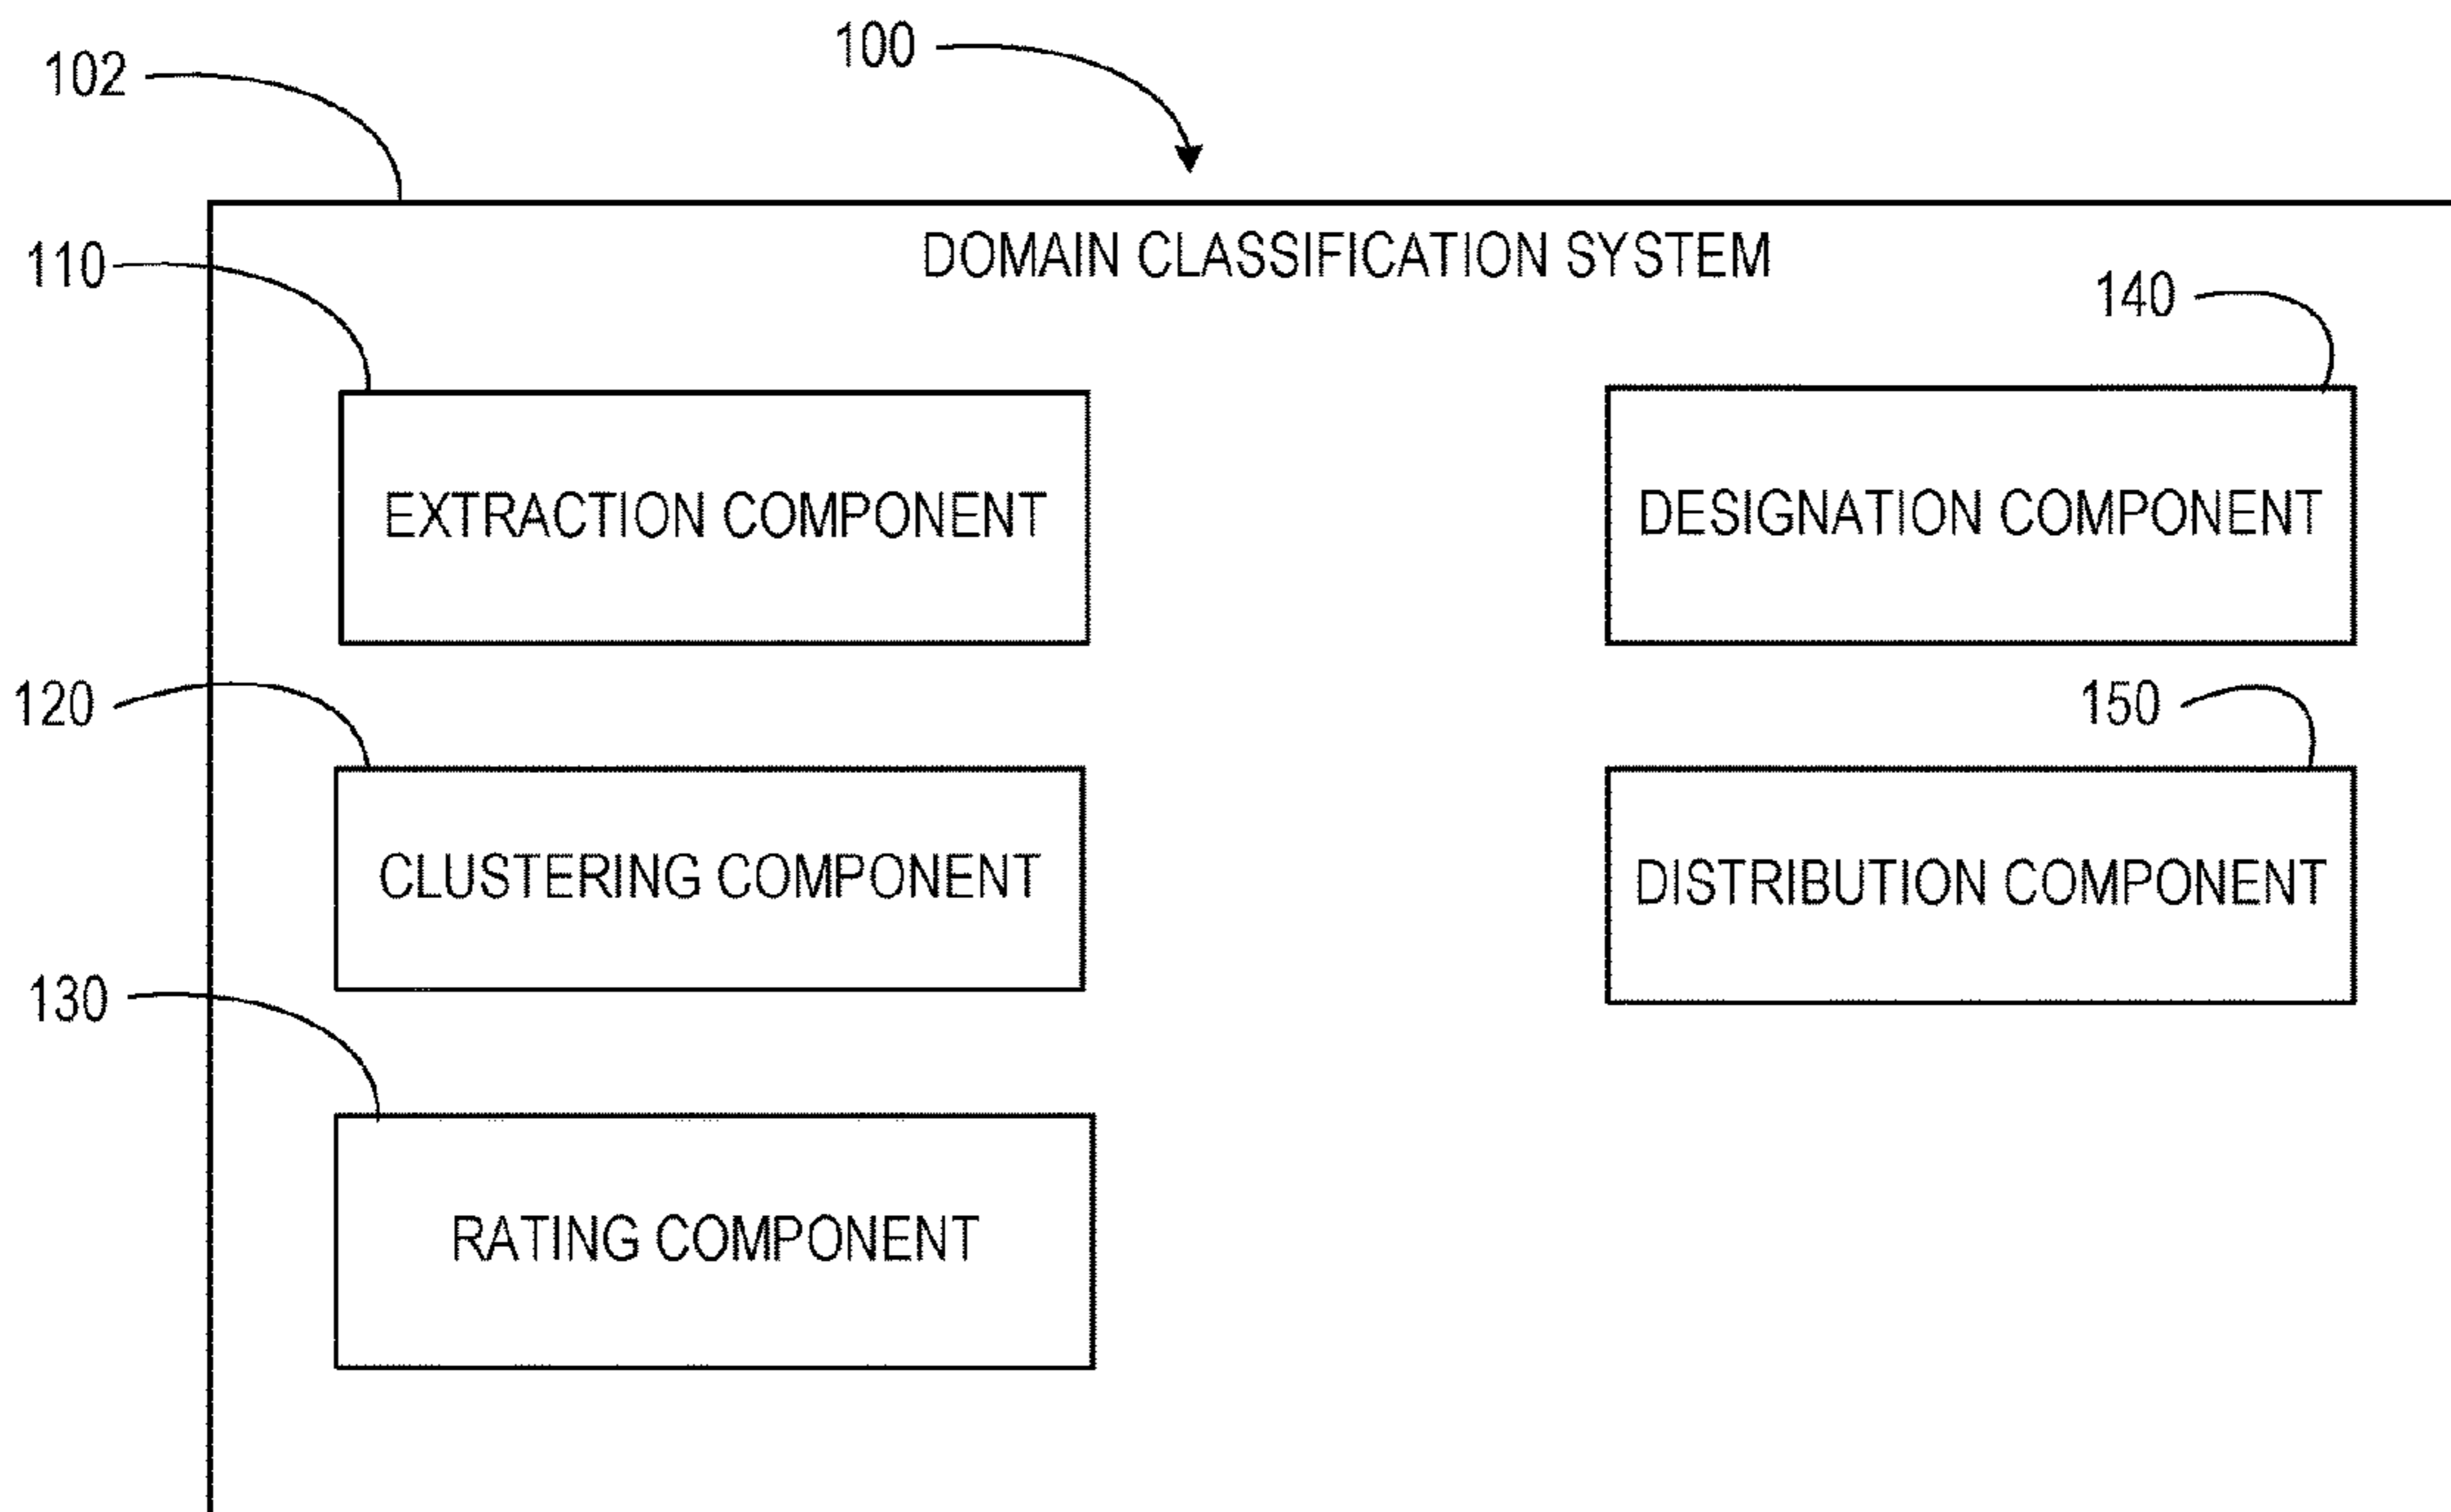 100
102
DOMAIN CLASSIFICATION SYSTEM
110
140
EXTRACTION COMPONENT
DESIGNATION COMPONENT
120
150
CLUSTERING COMPONENT
DISTRIBUTION COMPONENT
130
RATING COMPONENT